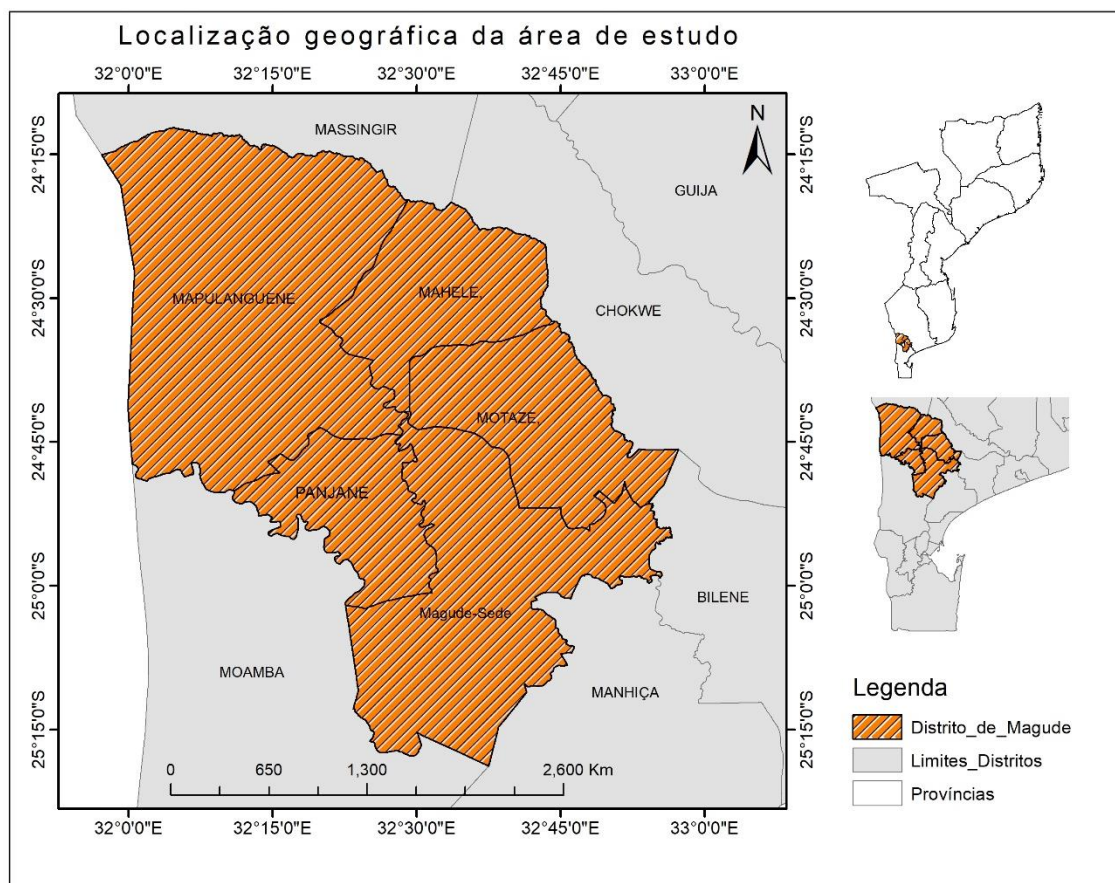 Localização geográfica da área de estudo
32°0'0"E 32°15'0"E 32°30'0"E 32°45'0"E 33°0'0"E
N
MASSINGIR
24°15'0"S 24°15'0"S
GUIJA
MAPULANGUENE
MAHELE,
24°30'0"S 24°30'0"S
CHOKWE
MOTAZE,
24°45'0"S 24°45'0"S
PANJANE
25°0'0"S 25°0'0"S
BILENE
Magude-Sede
MOAMBA
MANHIÇA
25°15'0"S 25°15'0"S
0 650 1,300 2,600 Km
32°0'0"E 32°15'0"E 32°30'0"E 32°45'0"E 33°0'0"E
Legenda
Distrito_de_Magude
Limites_Distritos
Províncias